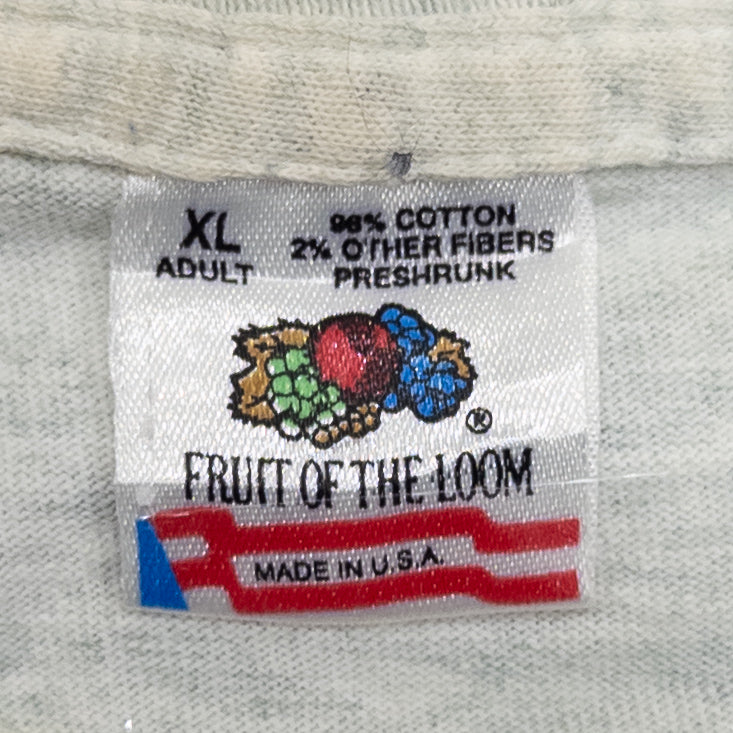 XL
ADULT
98% COTTON
2% OTHER FIBERS
PRESHRUNK
®
FRUIT OF THE LOOM
MADE IN U.S.A.